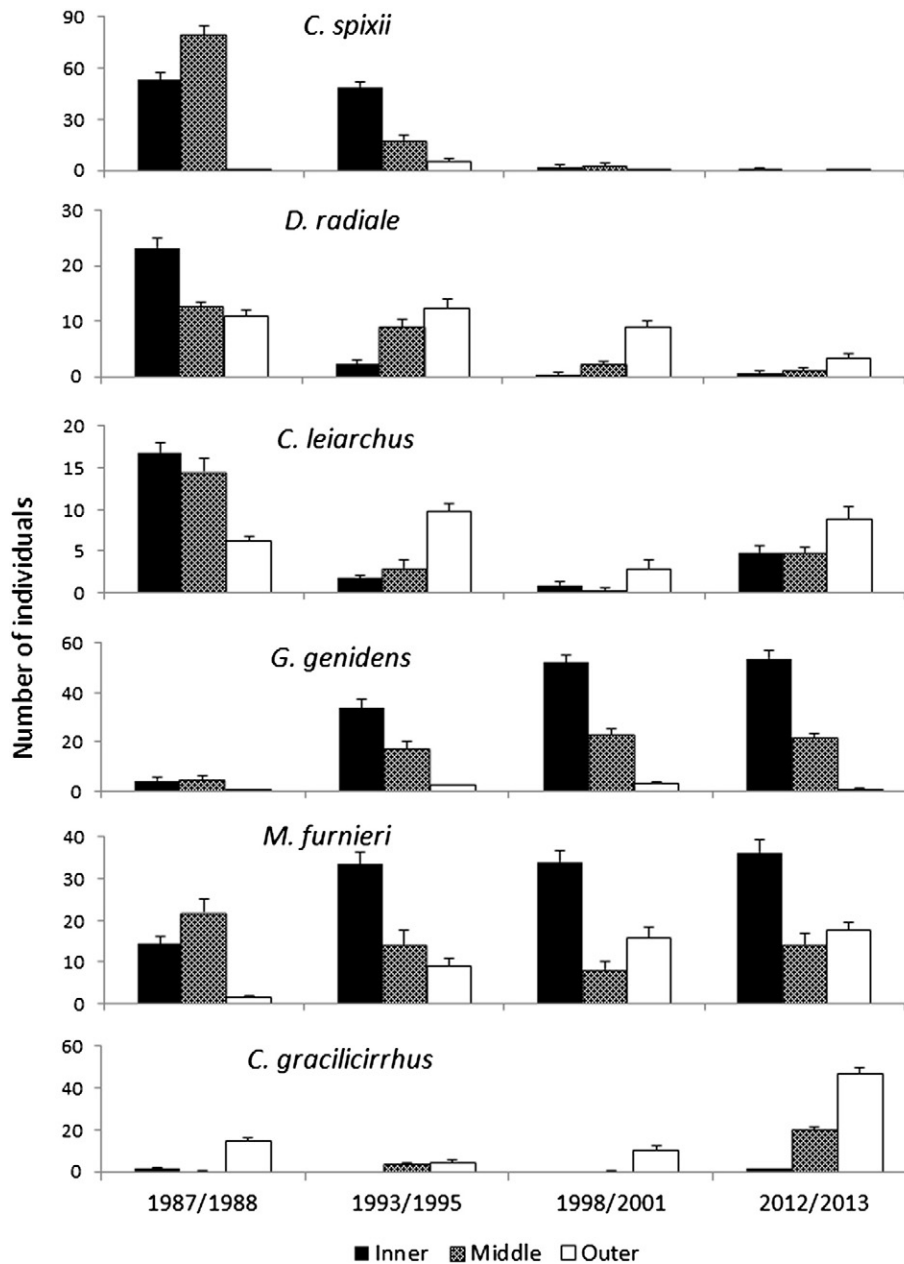 C. spixii
90
60
30
0
D. radiale
30
20
10
0
C. leiarchus
20
15
10
5
0
Number of individuals
G. genidens
60
40
20
0
M. furnieri
40
30
20
10
0
C. gracilicirrhus
60
40
20
0
1987/1988 1993/1995 1998/2001 2012/2013
Inner Middle Outer